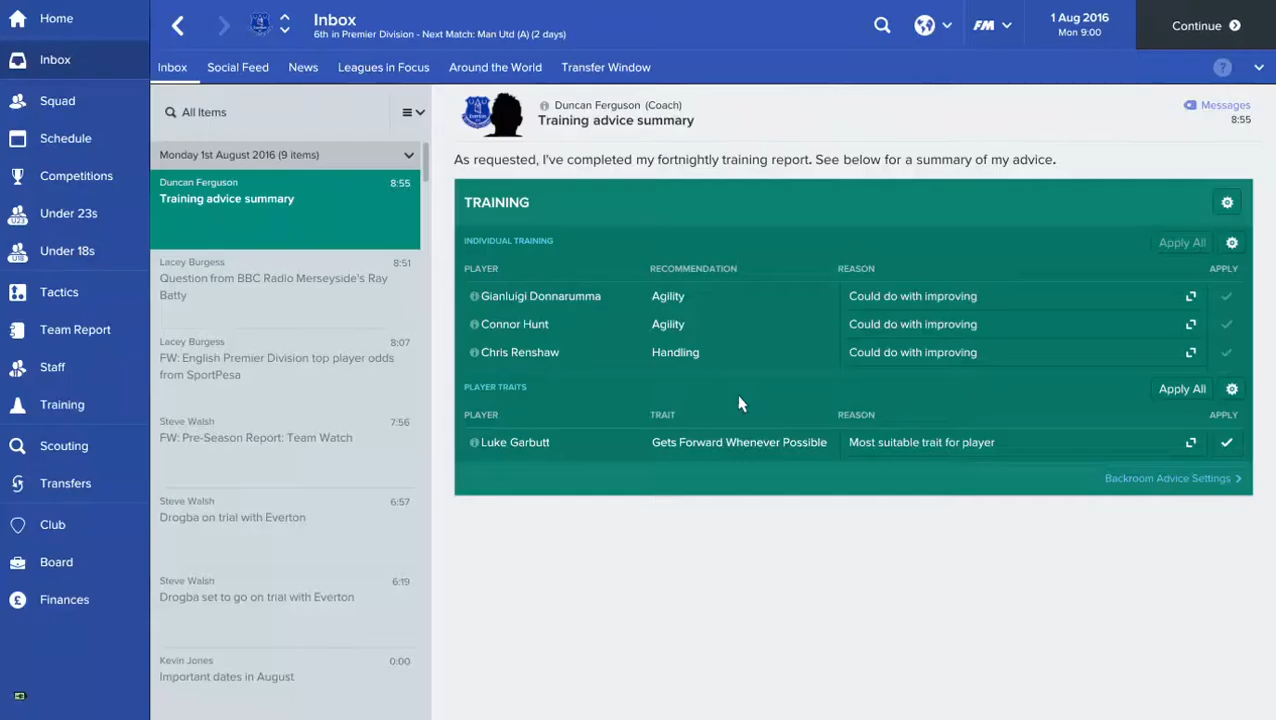 Home
Inbox
Squad
Schedule
Competitions
Under 23s
Under 18s
Tactics
Team Report
Staff
Training
Scouting
Transfers
Club
Board
Finances
Inbox
6th in Premier Division - Next Match: Man Utd (A) (2 days)
FM
1 Aug 2016
Mon 9:00
Continue
Inbox Social Feed News Leagues in Focus Around the World Transfer Window
?
All Items
Monday 1st August 2016 (9 items)
Duncan Ferguson 8:55
Training advice summary
Lacey Burgess 8:51
Question from BBC Radio Merseyside's Ray
Batty
Lacey Burgess 8:07
FW: English Premier Division top player odds
from SportPesa
Steve Walsh 7:56
FW: Pre-Season Report: Team Watch
Steve Walsh 6:57
Drogba on trial with Everton
Steve Walsh 6:19
Drogba set to go on trial with Everton
Kevin Jones 0:00
Important dates in August
Duncan Ferguson (Coach)
Training advice summary
Messages
8:55
As requested, I've completed my fortnightly training report. See below for a summary of my advice.
TRAINING
INDIVIDUAL TRAINING Apply All
PLAYER RECOMMENDATION REASON APPLY
Gianluigi Donnarumma Agility Could do with improving
Connor Hunt Agility Could do with improving
Chris Renshaw Handling Could do with improving
PLAYER TRAITS Apply All
PLAYER TRAIT REASON APPLY
Luke Garbutt Gets Forward Whenever Possible Most suitable trait for player
Backroom Advice Settings